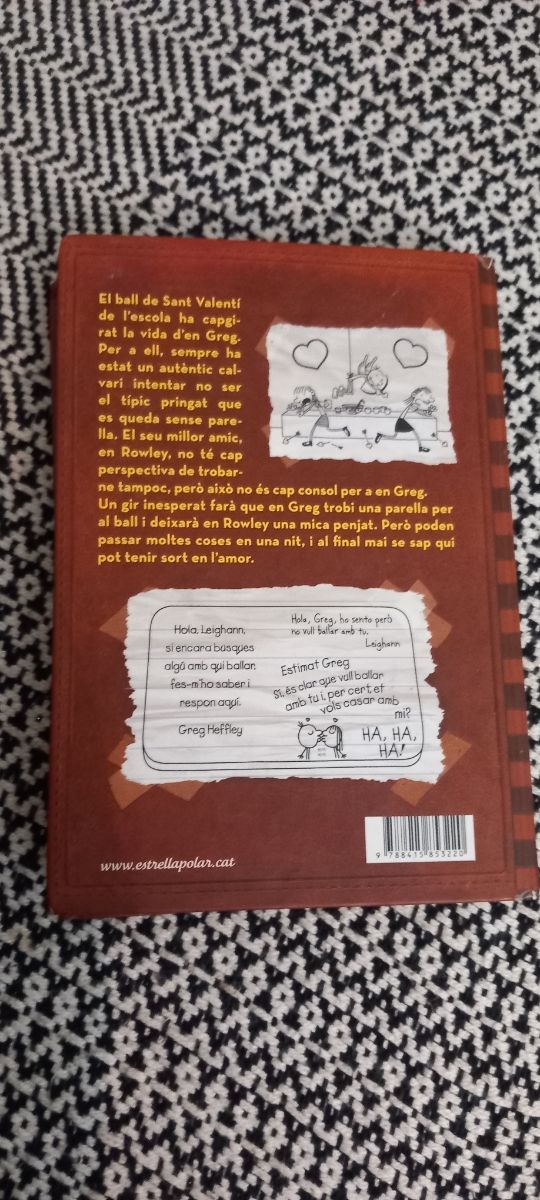 El ball de Sant Valentí
de l'escola ha capgi-
rat la vida d'en Greg.
Per a ell, sempre ha
estat un autèntic cal-
vari intentar no ser
el típic pringat que
es queda sense pare-
lla. El seu millor amic,
en Rowley, no té cap
perspectiva de trobar-
ne tampoc, però això no és cap consol per a en Greg.
Un gir inesperat farà que en Greg trobi una parella per
al ball i deixarà en Rowley una mica penjat. Però poden
passar moltes coses en una nit, i al final mai se sap qui
pot tenir sort en l'amor.
Hola, Leighann,
si encara busques
algú amb qui ballar,
fes-m'ho saber i
respon aquí.
Greg Heffley
Hola, Greg, ho sento però
no vull ballar amb tu.
Leighann
Estimat Greg
Sí, és clar que vull ballar
amb tu i, per cert, et
vols casar amb
mi?
HA, HA,
HA!
www.estrellapolar.cat
9 788415 853220